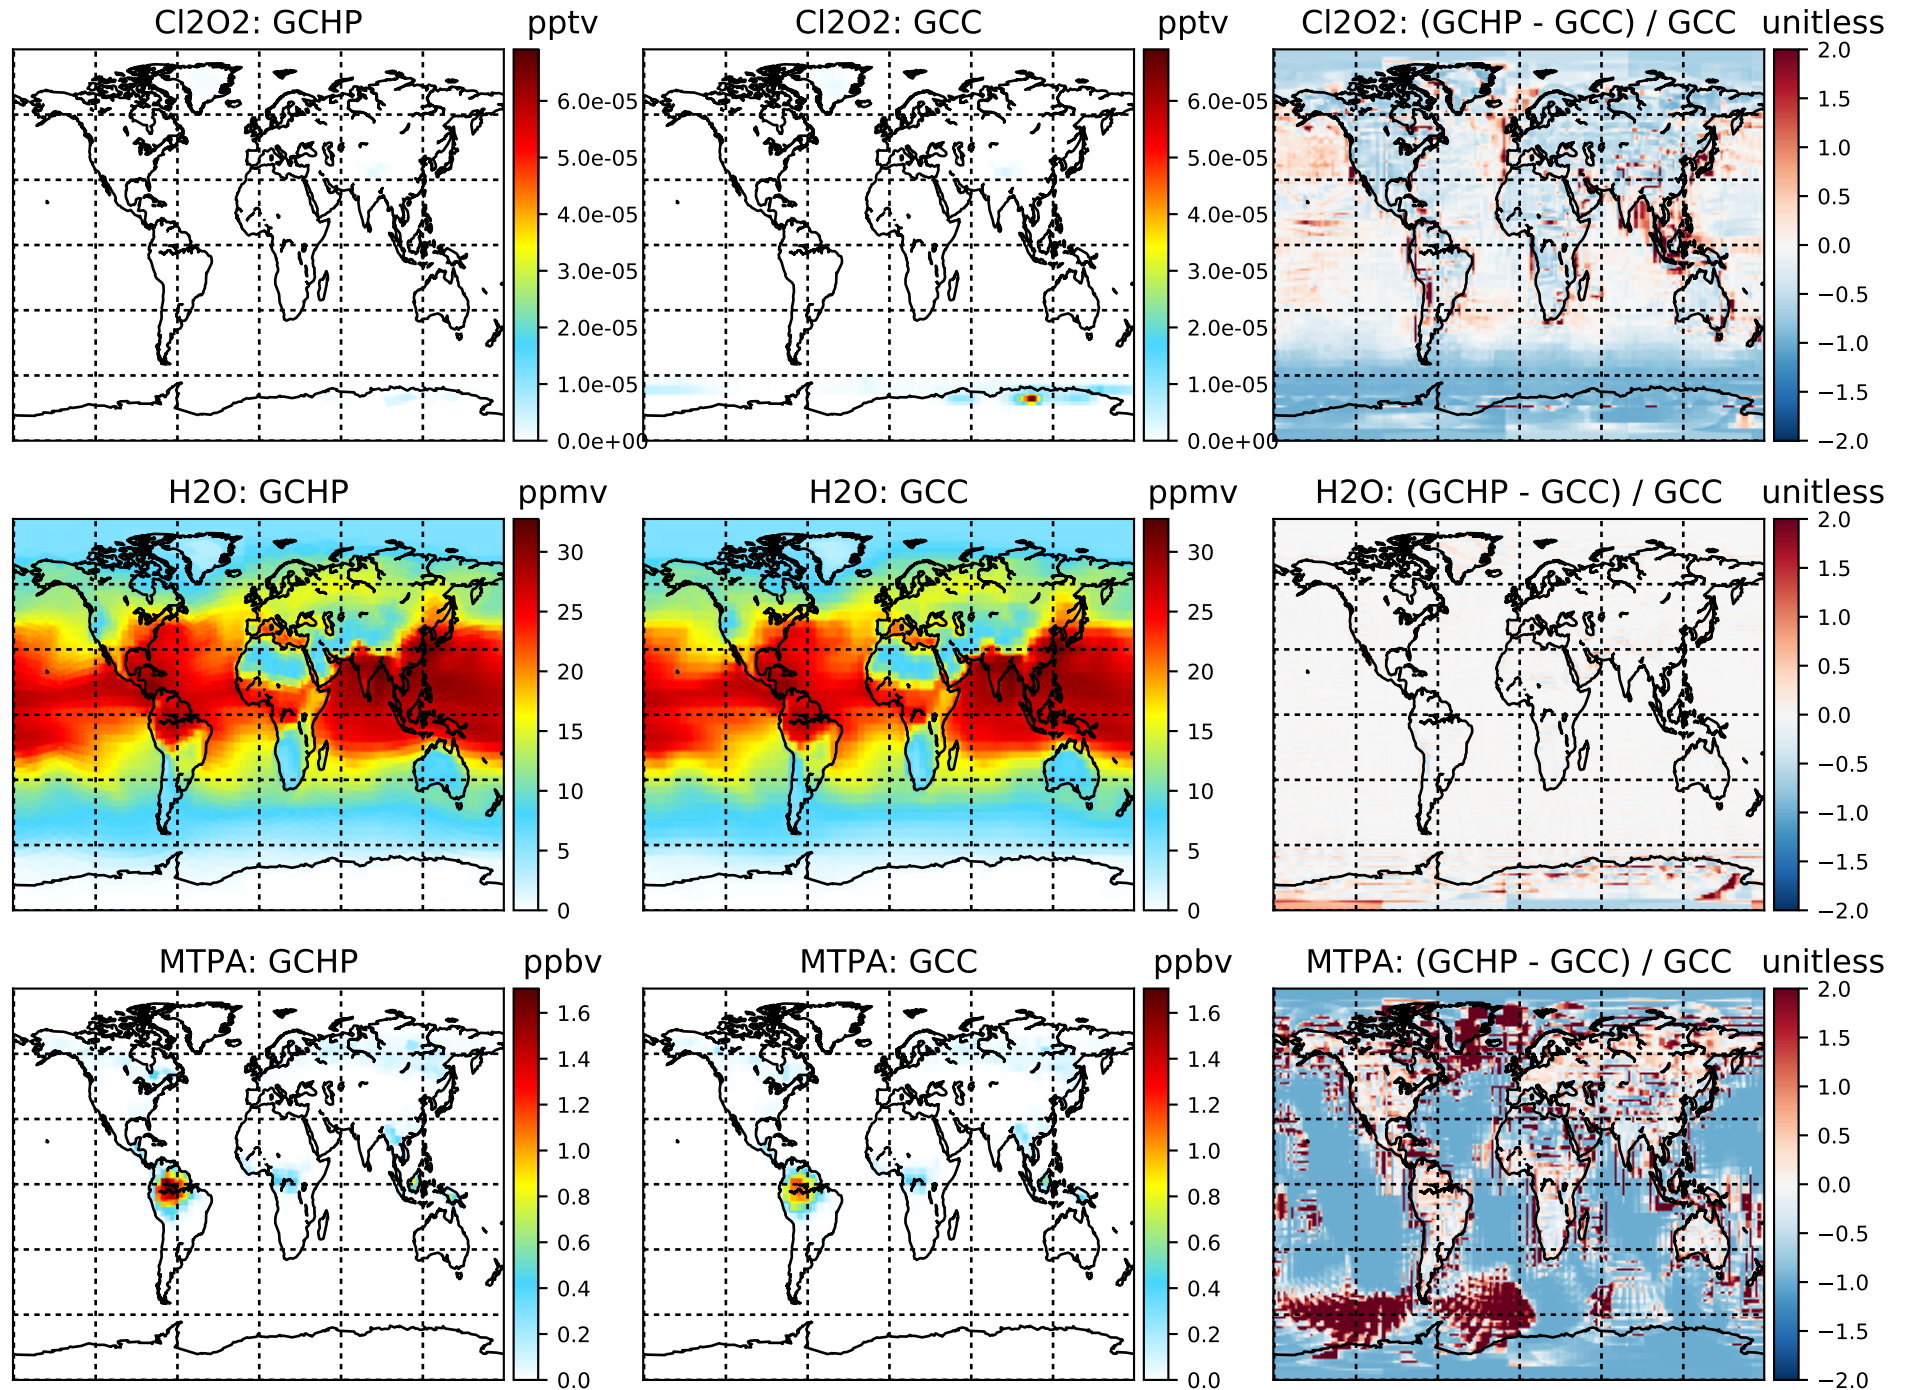 Cl2O2: GCHP pptv
Cl2O2: GCC pptv
Cl2O2: (GCHP - GCC) / GCC unitless
6.0e-05
5.0e-05
4.0e-05
3.0e-05
2.0e-05
1.0e-05
0.0e+00
6.0e-05
5.0e-05
4.0e-05
3.0e-05
2.0e-05
1.0e-05
0.0e+00
2.0
1.5
1.0
0.5
0.0
−0.5
−1.0
−1.5
−2.0
H2O: GCHP ppmv
H2O: GCC ppmv
H2O: (GCHP - GCC) / GCC unitless
30
25
20
15
10
5
0
30
25
20
15
10
5
0
2.0
1.5
1.0
0.5
0.0
−0.5
−1.0
−1.5
−2.0
MTPA: GCHP ppbv
MTPA: GCC ppbv
MTPA: (GCHP - GCC) / GCC unitless
1.6
1.4
1.2
1.0
0.8
0.6
0.4
0.2
0.0
1.6
1.4
1.2
1.0
0.8
0.6
0.4
0.2
0.0
2.0
1.5
1.0
0.5
0.0
−0.5
−1.0
−1.5
−2.0